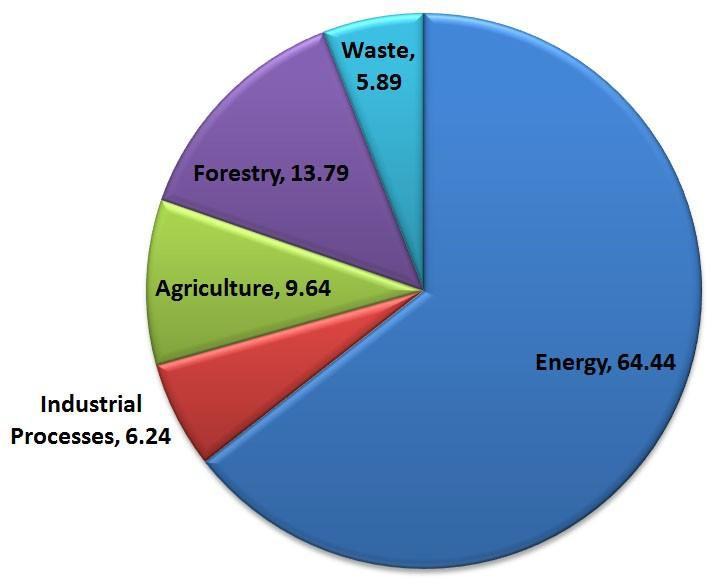 Waste,
5.89
Forestry, 13.79
Agriculture, 9.64
Energy, 64.44
Industrial
Processes, 6.24